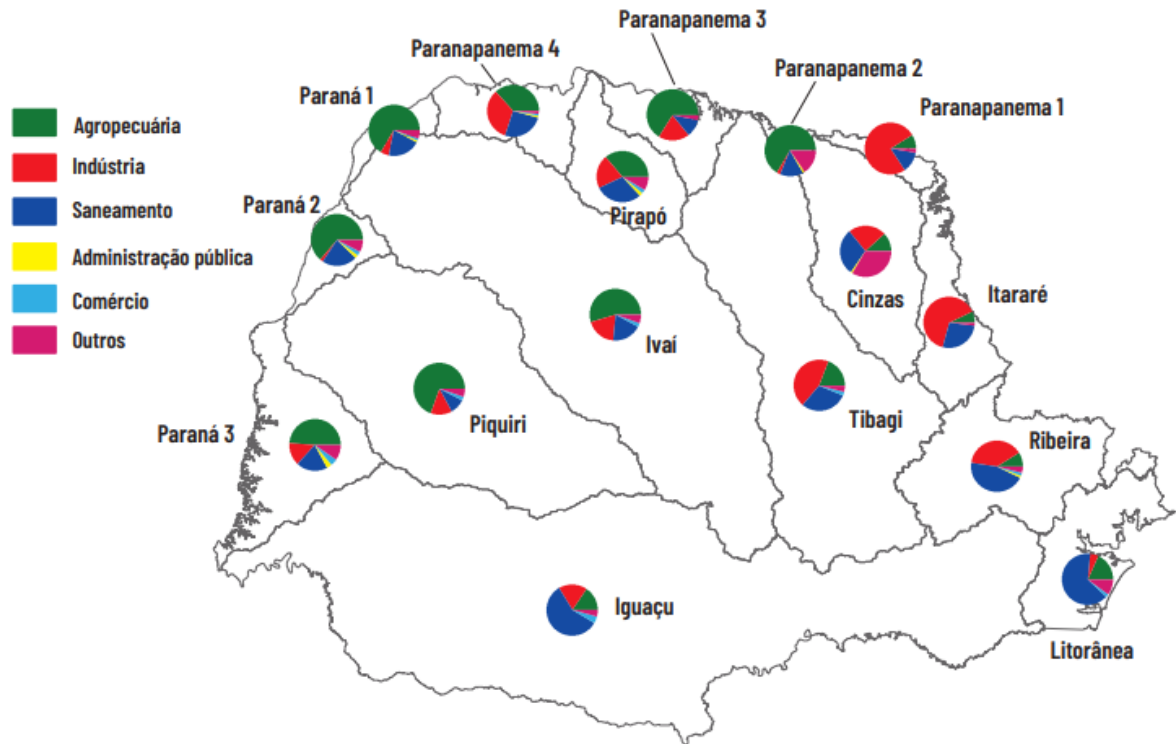 Agropecuária
Indústria
Saneamento
Administração pública
Comércio
Outros
Paranapanema 3
Paranapanema 4
Paranapanema 2
Paraná 1
Paranapanema 1
Paraná 2
Pirapó
Cinzas
Itararé
Ivaí
Piquiri
Tibagi
Paraná 3
Ribeira
Iguaçu
Litorânea